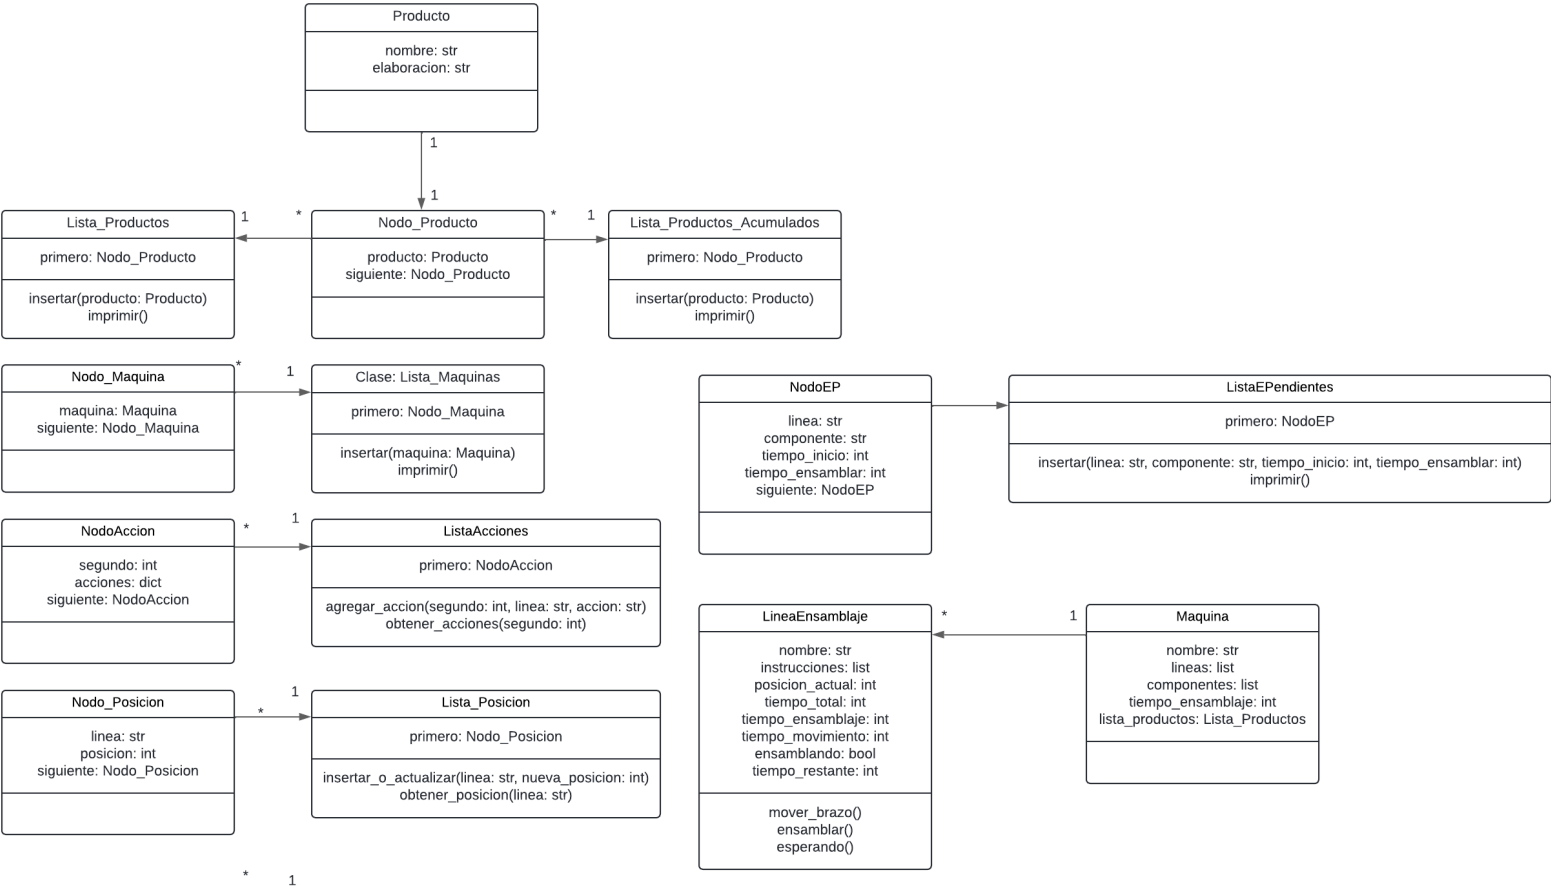 Producto
nombre: str
elaboracion: str
1
1
Lista_Productos
primero: Nodo_Producto
insertar(producto: Producto)
imprimir()
1
*
Nodo_Producto
producto: Producto
siguiente: Nodo_Producto
*
1
Lista_Productos_Acumulados
primero: Nodo_Producto
insertar(producto: Producto)
imprimir()
Nodo_Maquina
maquina: Maquina
siguiente: Nodo_Maquina
*
1
Clase: Lista_Maquinas
primero: Nodo_Maquina
insertar(maquina: Maquina)
imprimir()
NodoEP
linea: str
componente: str
tiempo_inicio: int
tiempo_ensamblar: int
siguiente: NodoEP
ListaEPendientes
primero: NodoEP
insertar(linea: str, componente: str, tiempo_inicio: int, tiempo_ensamblar: int)
imprimir()
NodoAccion
segundo: int
acciones: dict
siguiente: NodoAccion
*
1
ListaAcciones
primero: NodoAccion
agregar_accion(segundo: int, linea: str, accion: str)
obtener_acciones(segundo: int)
LineaEnsamblaje
nombre: str
instrucciones: list
posicion_actual: int
tiempo_total: int
tiempo_ensamblaje: int
tiempo_movimiento: int
ensamblando: bool
tiempo_restante: int
mover_brazo()
ensamblar()
esperando()
*
1
Maquina
nombre: str
lineas: list
componentes: list
tiempo_ensamblaje: int
lista_productos: Lista_Productos
Nodo_Posicion
linea: str
posicion: int
siguiente: Nodo_Posicion
*
1
Lista_Posicion
primero: Nodo_Posicion
insertar_o_actualizar(linea: str, nueva_posicion: int)
obtener_posicion(linea: str)
*
1